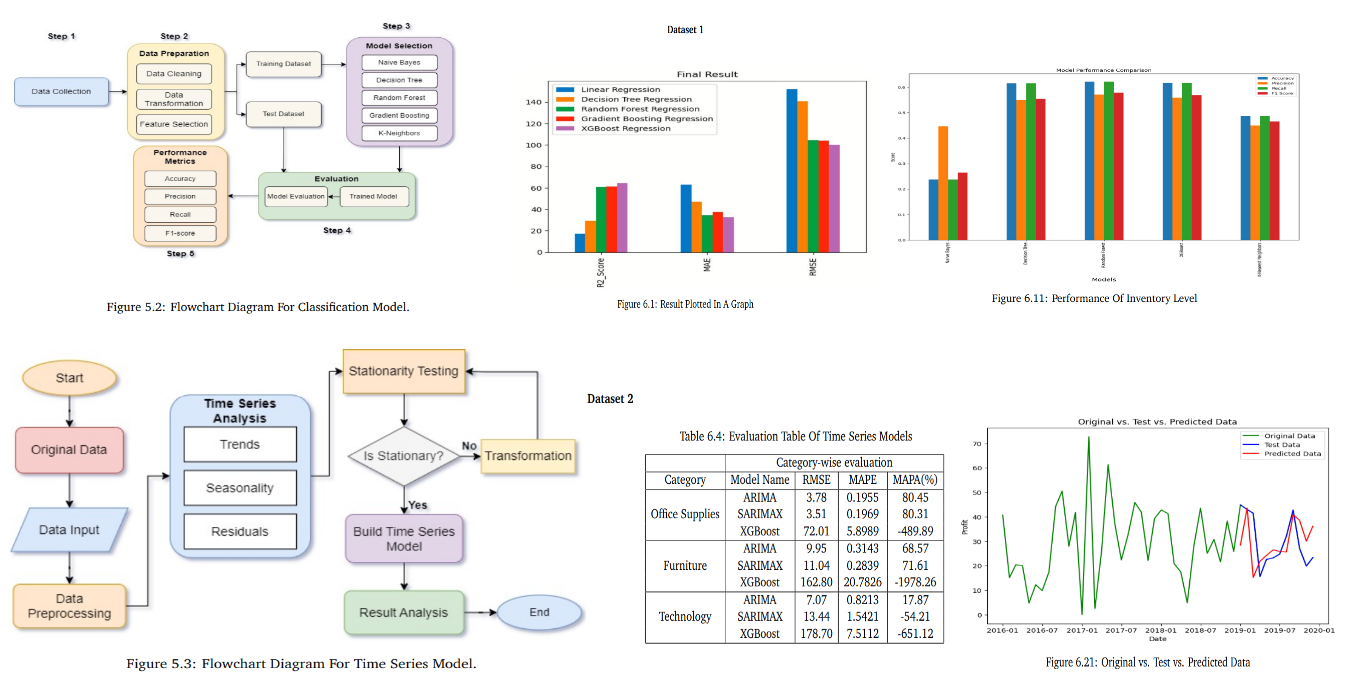 Step 1
Step 2
Step 3
Data Collection
Data Preparation
Data Cleaning
Data
Transformation
Feature Selection
Training Dataset
Test Dataset
Model Selection
Naive Bayes
Decision Tree
Random Forest
Gradient Boosting
K-Neighbors
Performance
Metrics
Accuracy
Precision
Recall
F1-score
Step 5
Evaluation
Model Evaluation
Trained Model
Step 4
Figure 5.2: Flowchart Diagram For Classification Model.
Dataset 1
Final Result
Linear Regression
Decision Tree Regression
Random Forest Regression
Gradient Boosting Regression
XGBoost Regression
140
120
100
80
60
40
20
0
R2_Score
MAE
RMSE
Figure 6.1: Result Plotted In A Graph
Model Performance Comparison
Accuracy
Precision
Recall
F1 Score
0.6
0.5
0.4
0.3
0.2
0.1
0.0
Score
Naive Bayes
Decision Tree
Random Forest
Models
Figure 6.11: Performance Of Inventory Level
Start
Original Data
Data Input
Data
Preprocessing
Time Series
Analysis
Trends
Seasonality
Residuals
Stationarity Testing
Is Stationary?
No
Transformation
Yes
Build Time Series
Model
Result Analysis
End
Figure 5.3: Flowchart Diagram For Time Series Model.
Dataset 2
Table 6.4: Evaluation Table Of Time Series Models
Category-wise evaluation
Category Model Name RMSE MAPE MAPA(%)
ARIMA 3.78 0.1955 80.45
Office Supplies SARIMAX 3.51 0.1969 80.31
XGBoost 72.01 5.8989 -489.89
ARIMA 9.95 0.3143 68.57
Furniture SARIMAX 11.04 0.2839 71.61
XGBoost 162.80 20.7826 -1978.26
ARIMA 7.07 0.8213 17.87
Technology SARIMAX 13.44 1.5421 -54.21
XGBoost 178.70 7.5112 -651.12
Original vs. Test vs. Predicted Data
Original Data
Test Data
Predicted Data
70
60
50
40
30
20
10
0
Profit
2016-01 2016-07 2017-01 2017-07 2018-01 2018-07 2019-01 2019-07 2020-01
Date
Figure 6.21: Original vs. Test vs. Predicted Data